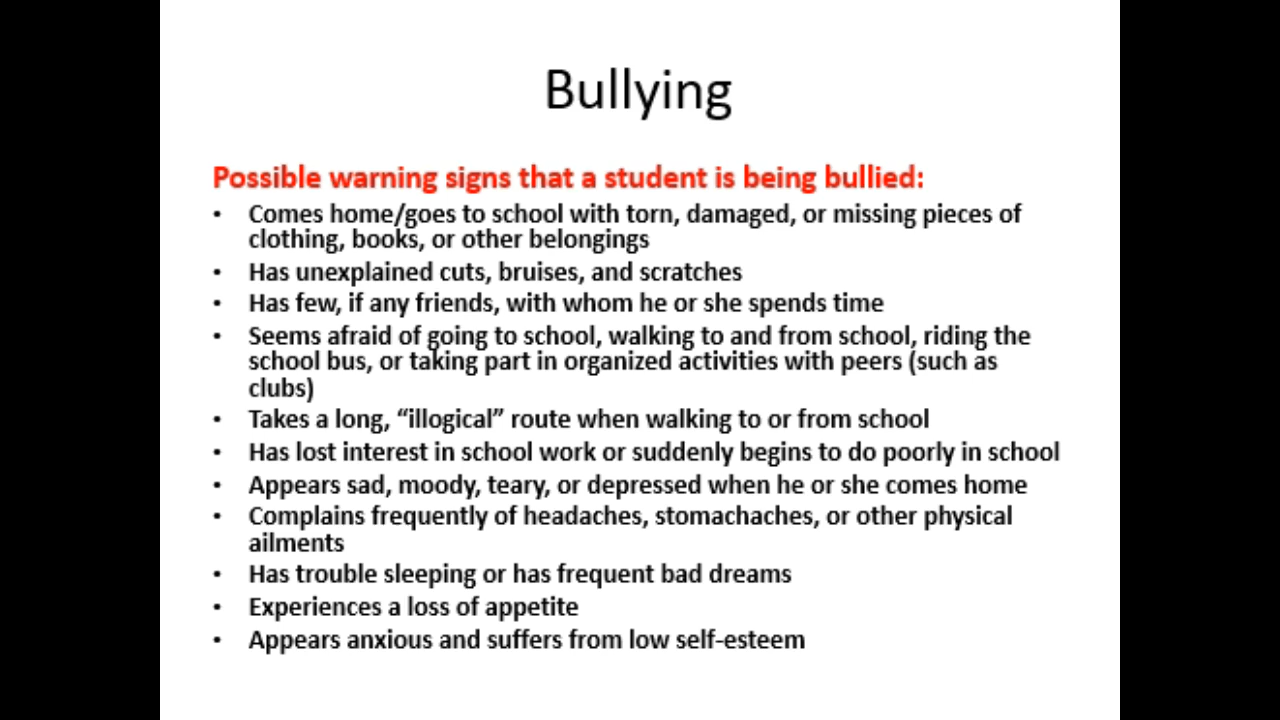 Bullying
Possible warning signs that a student is being bullied:
• Comes home/goes to school with torn, damaged, or missing pieces of
clothing, books, or other belongings
• Has unexplained cuts, bruises, and scratches
• Has few, if any friends, with whom he or she spends time
• Seems afraid of going to school, walking to and from school, riding the
school bus, or taking part in organized activities with peers (such as
clubs)
• Takes a long, “illogical” route when walking to or from school
• Has lost interest in school work or suddenly begins to do poorly in school
• Appears sad, moody, teary, or depressed when he or she comes home
• Complains frequently of headaches, stomachaches, or other physical
ailments
• Has trouble sleeping or has frequent bad dreams
• Experiences a loss of appetite
• Appears anxious and suffers from low self-esteem